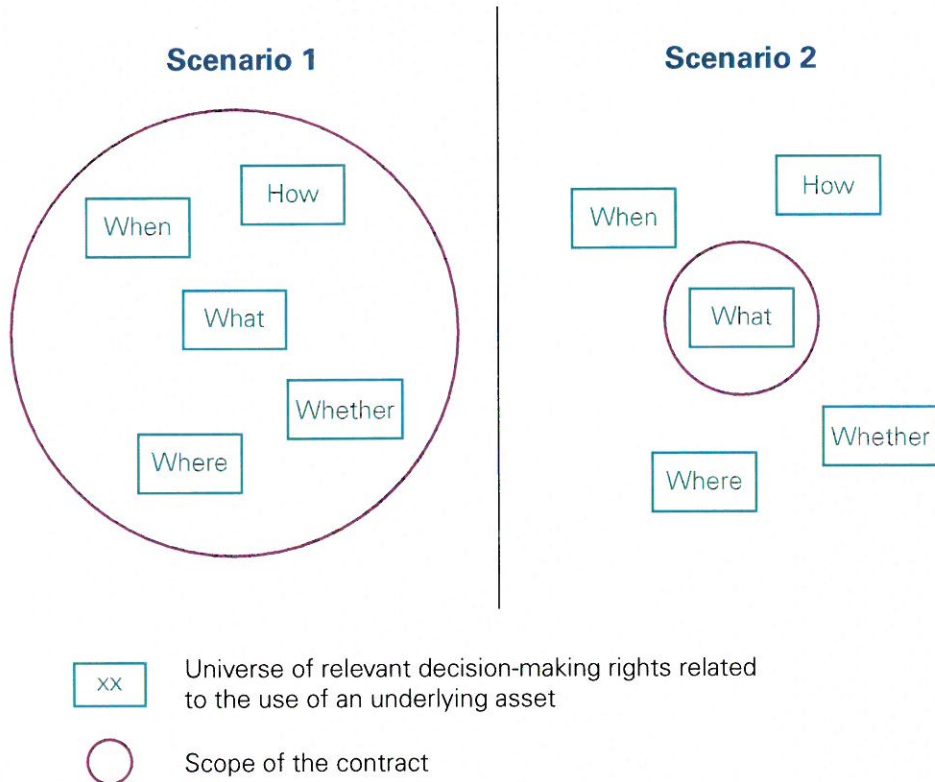 Scenario 1
How
When
What
Whether
Where
Scenario 2
How
When
What
Whether
Where
xx
Universe of relevant decision-making rights related
to the use of an underlying asset
Scope of the contract